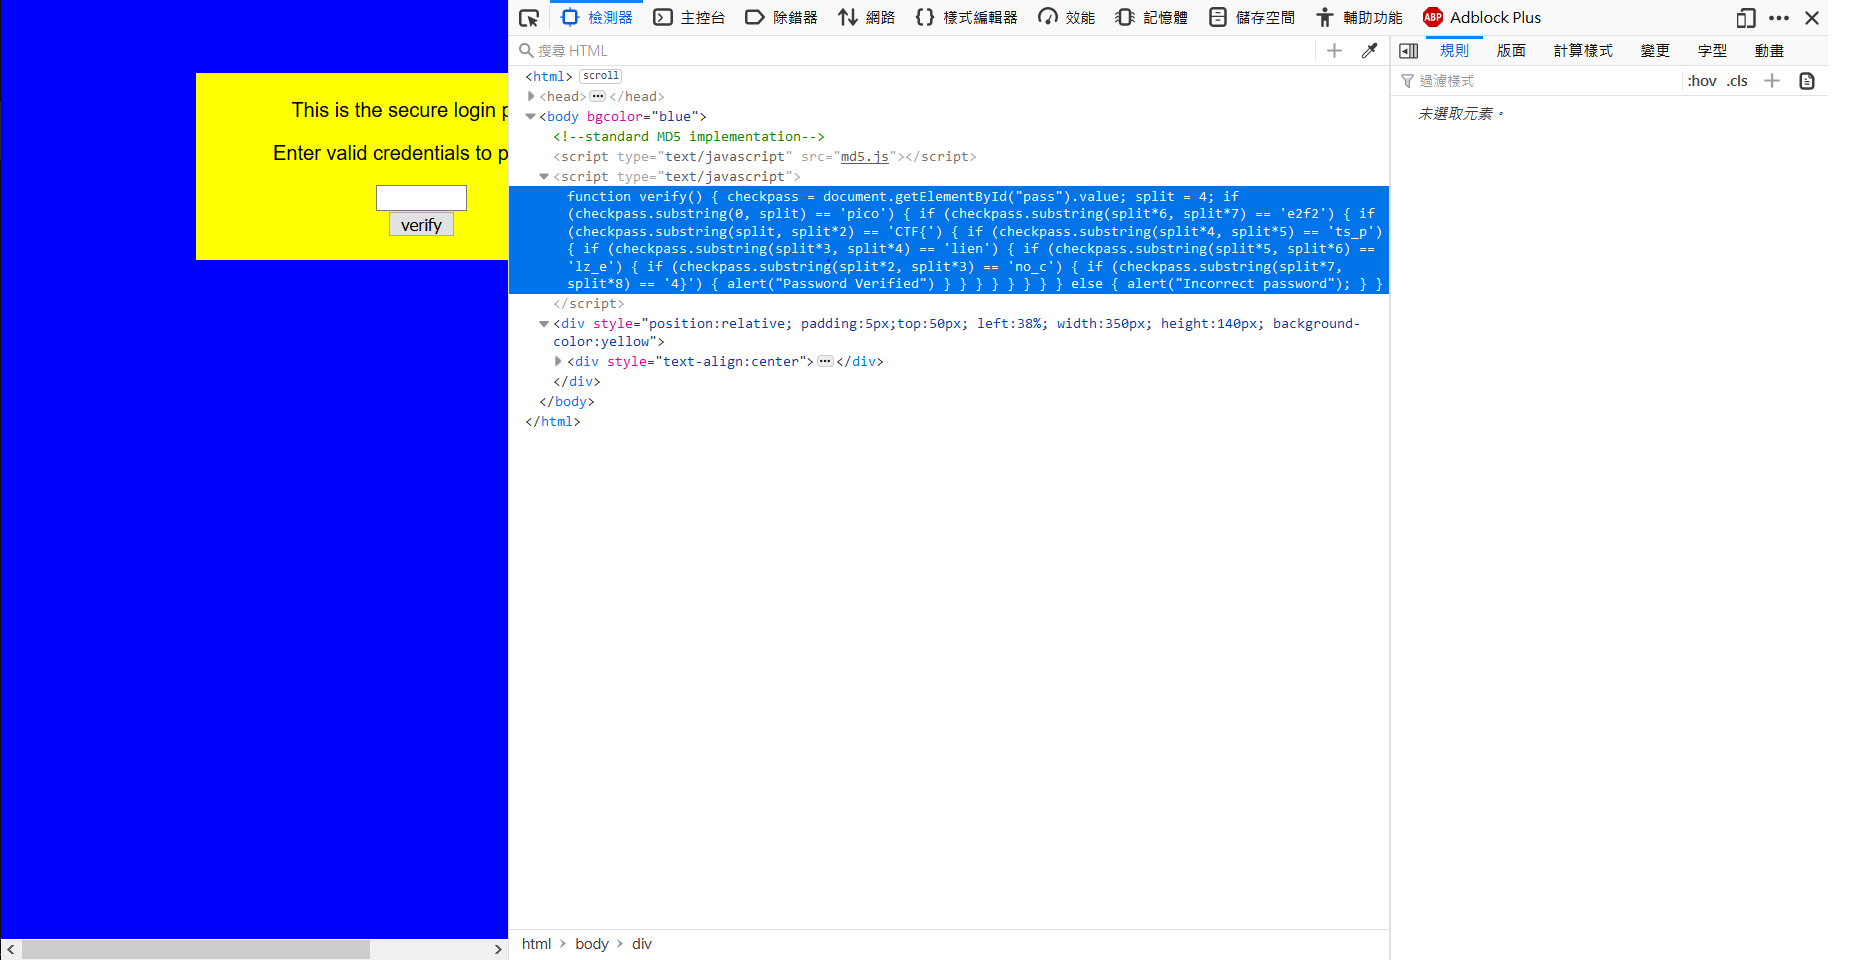 This is the secure login p
Enter valid credentials to p
verify
檢測器 主控台 除錯器 網路 樣式編輯器 效能 記憶體 儲存空間 輔助功能 ABP Adblock Plus
搜尋 HTML
<html> scroll
<head> ••• </head>
<body bgcolor="blue">
<!--standard MD5 implementation-->
<script type="text/javascript" src="md5.js"></script>
<script type="text/javascript">
function verify() { checkpass = document.getElementById("pass").value; split = 4; if
(checkpass.substring(0, split) == 'pico') { if (checkpass.substring(split*6, split*7) == 'e2f2') { if
(checkpass.substring(split, split*2) == 'CTF{') { if (checkpass.substring(split*4, split*5) == 'ts_p')
{ if (checkpass.substring(split*3, split*4) == 'lien') { if (checkpass.substring(split*5, split*6) ==
'lz_e') { if (checkpass.substring(split*2, split*3) == 'no_c') { if (checkpass.substring(split*7,
split*8) == '4}') { alert("Password Verified") } } } } } } } } else { alert("Incorrect password"); } }
</script>
<div style="position:relative; padding:5px;top:50px; left:38%; width:350px; height:140px; background-
color:yellow">
<div style="text-align:center"> ••• </div>
</div>
</body>
</html>
html > body > div
規則 版面 計算樣式 變更 字型 動畫
過濾樣式 :hov .cls
未選取元素。